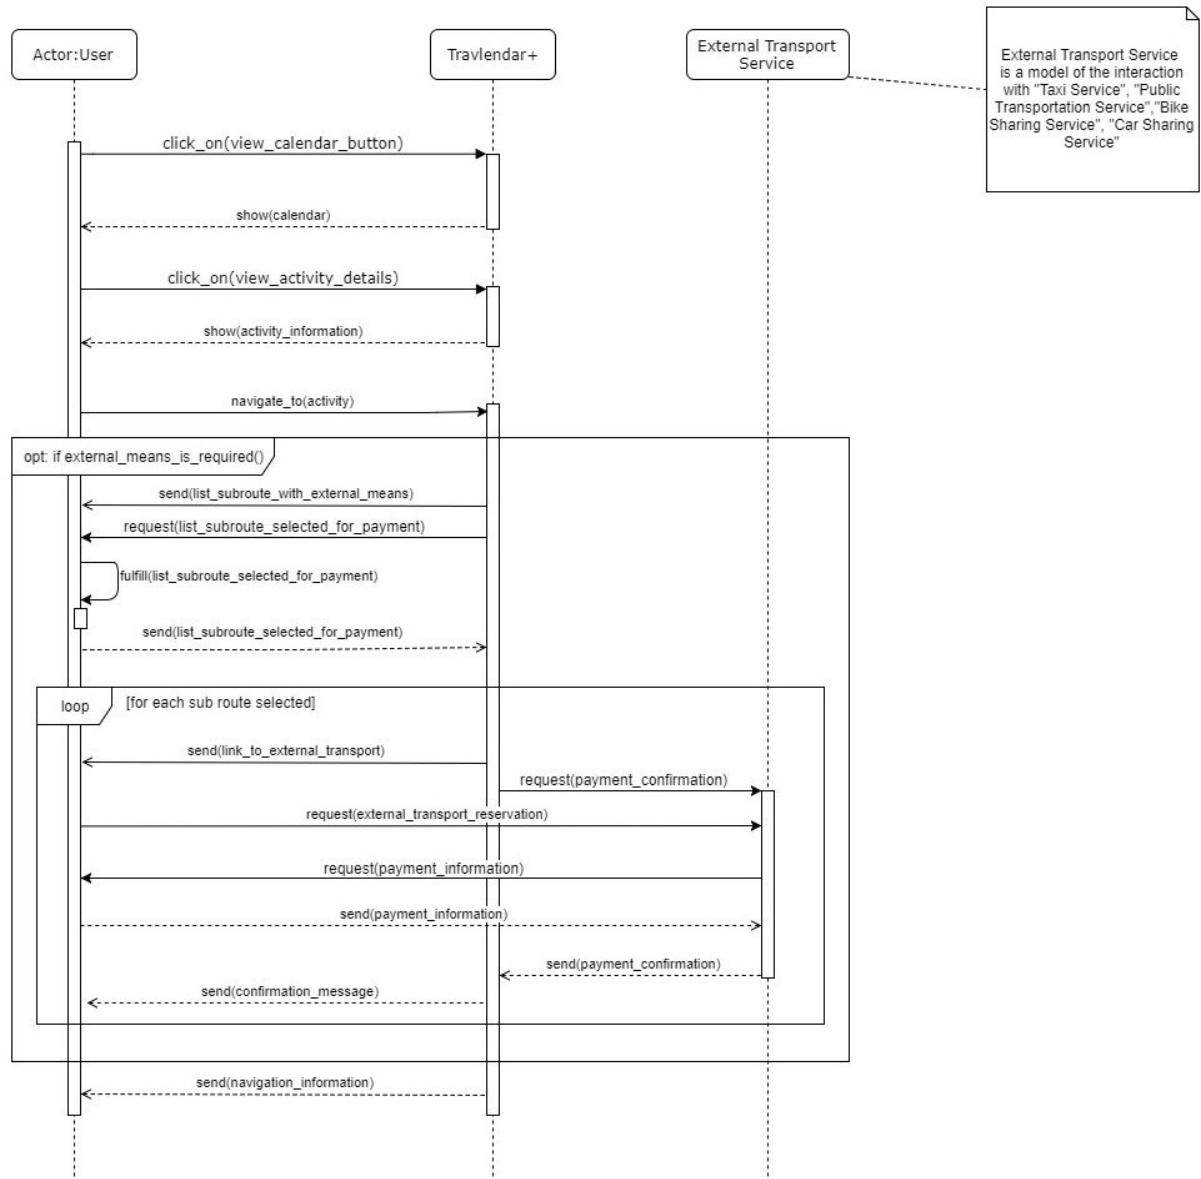 Actor:User
Travlendar+
External Transport
Service
External Transport Service
is a model of the interaction
with "Taxi Service", "Public
Transportation Service","Bike
Sharing Service", "Car Sharing
Service"
click_on(view_calendar_button)
show(calendar)
click_on(view_activity_details)
show(activity_information)
navigate_to(activity)
opt: if external_means_is_required()
send(list_subroute_with_external_means)
request(list_subroute_selected_for_payment)
fulfill(list_subroute_selected_for_payment)
send(list_subroute_selected_for_payment)
loop
[for each sub route selected]
send(link_to_external_transport)
request(payment_confirmation)
request(external_transport_reservation)
request(payment_information)
send(payment_information)
send(payment_confirmation)
send(confirmation_message)
send(navigation_information)